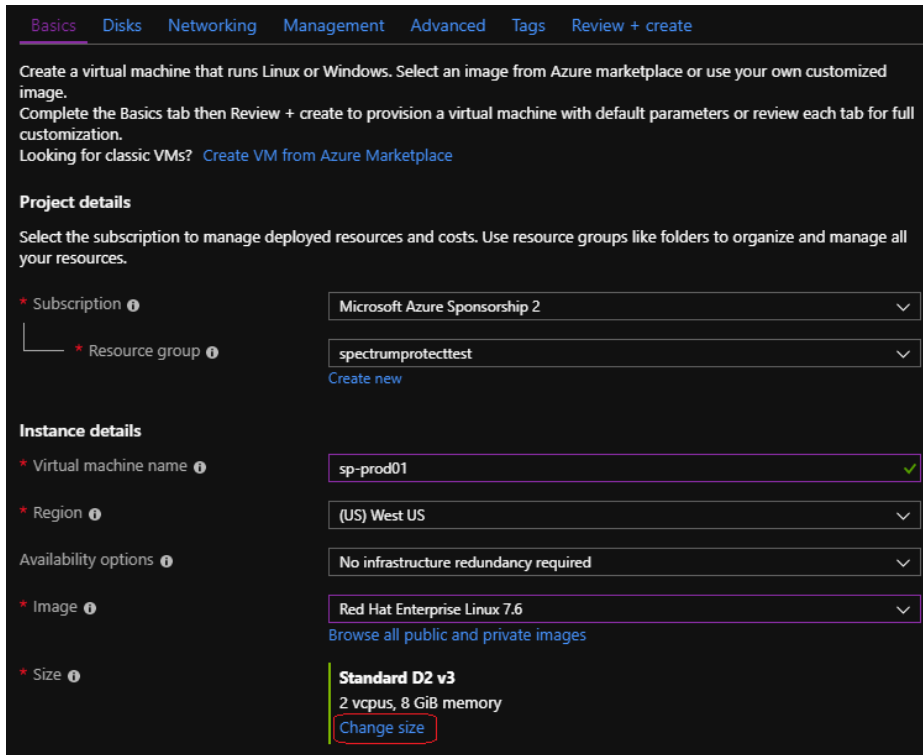 Basics Disks Networking Management Advanced Tags Review + create
Create a virtual machine that runs Linux or Windows. Select an image from Azure marketplace or use your own customized
image.
Complete the Basics tab then Review + create to provision a virtual machine with default parameters or review each tab for full
customization.
Looking for classic VMs? Create VM from Azure Marketplace
Project details
Select the subscription to manage deployed resources and costs. Use resource groups like folders to organize and manage all
your resources.
* Subscription Microsoft Azure Sponsorship 2
* Resource group spectrumprotecttest
Create new
Instance details
* Virtual machine name sp-prod01
* Region (US) West US
Availability options No infrastructure redundancy required
* Image Red Hat Enterprise Linux 7.6
Browse all public and private images
* Size Standard D2 v3
2 vcpus, 8 GiB memory
Change size